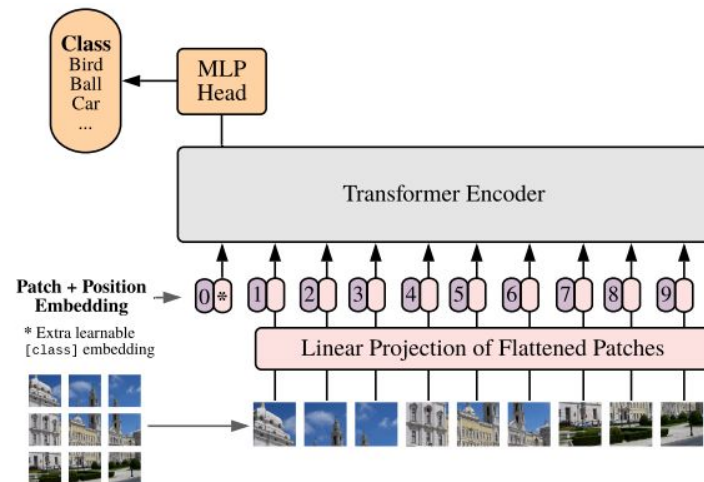 Class
Bird
Ball
Car
...
MLP
Head
Transformer Encoder
Patch + Position
Embedding
0 * 1 2 3 4 5 6 7 8 9
* Extra learnable
[class] embedding
Linear Projection of Flattened Patches